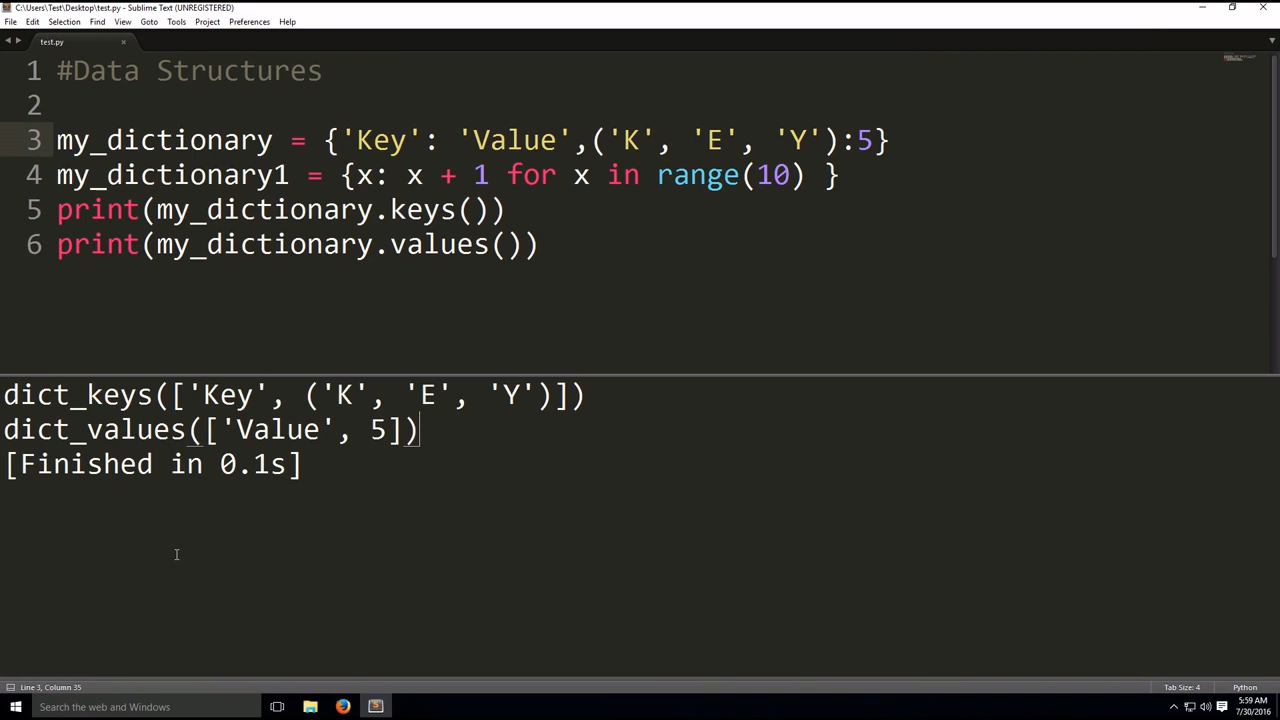 C:\Users\Test\Desktop\test.py - Sublime Text (UNREGISTERED)
File Edit Selection Find View Goto Tools Project Preferences Help
test.py
1 #Data Structures
2
3 my_dictionary = {'Key': 'Value',('K', 'E', 'Y'):5}
4 my_dictionary1 = {x: x + 1 for x in range(10) }
5 print(my_dictionary.keys())
6 print(my_dictionary.values())
dict_keys(['Key', ('K', 'E', 'Y')])
dict_values(['Value', 5])
[Finished in 0.1s]
Line 3, Column 35
Tab Size: 4
Python
Search the web and Windows
5:59 AM
7/30/2016